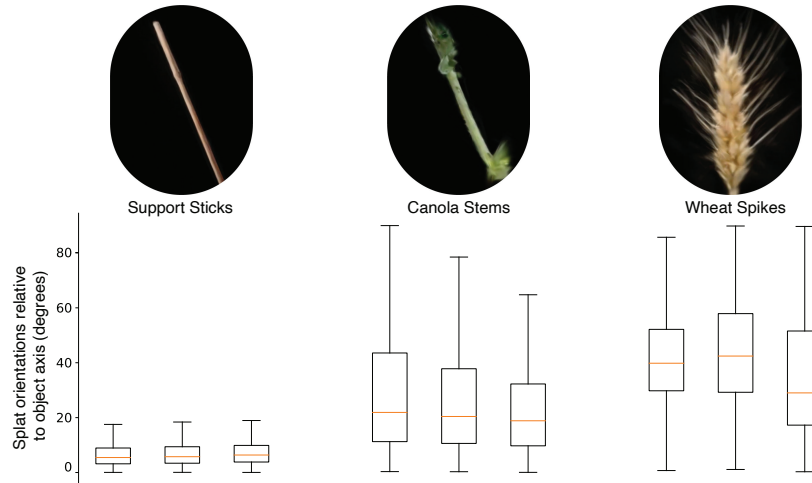 Support Sticks
Canola Stems
Wheat Spikes
Splat orientations relative
to object axis (degrees)
80
60
40
20
0